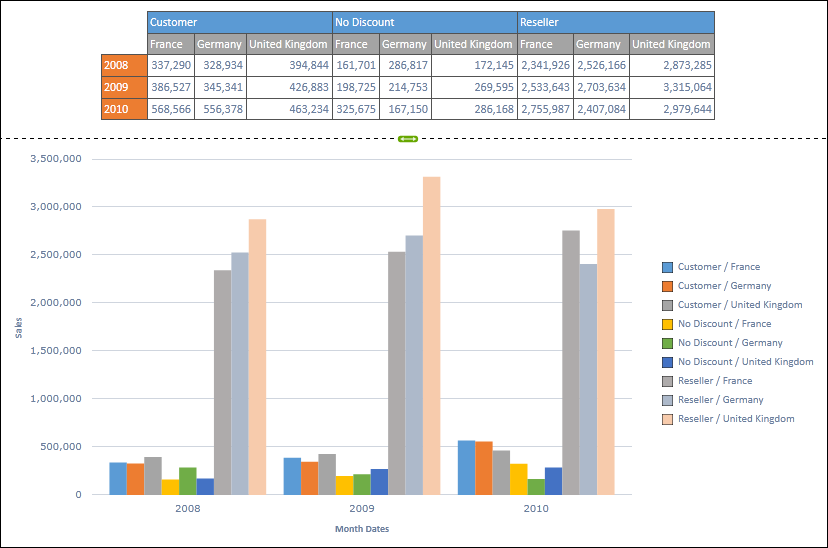 Customer No Discount Reseller
France Germany United Kingdom France Germany United Kingdom France Germany United Kingdom
2008 337,290 328,934 394,844 161,701 286,817 172,145 2,341,926 2,526,166 2,873,285
2009 386,527 345,341 426,883 198,725 214,753 269,595 2,533,643 2,703,634 3,315,064
2010 568,566 556,378 463,234 325,675 167,150 286,168 2,755,987 2,407,084 2,979,644
3,500,000
3,000,000
2,500,000
2,000,000
1,500,000
1,000,000
500,000
0
Sales
2008 2009 2010
Month Dates
Customer / France
Customer / Germany
Customer / United Kingdom
No Discount / France
No Discount / Germany
No Discount / United Kingdom
Reseller / France
Reseller / Germany
Reseller / United Kingdom